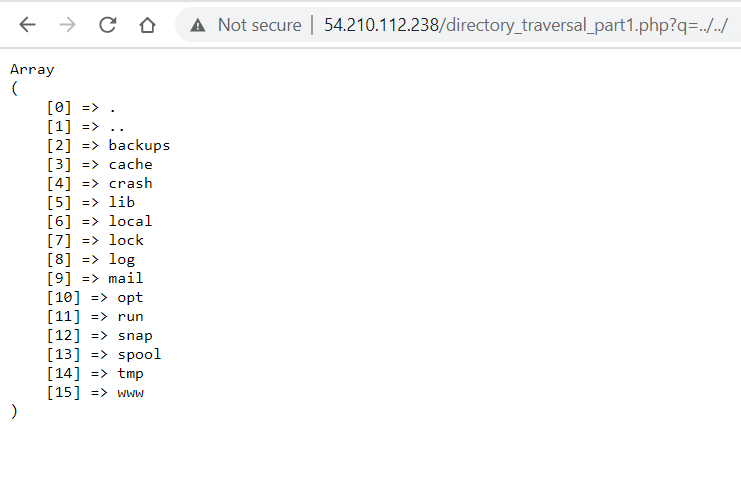 Not secure | 54.210.112.238/directory_traversal_part1.php?q=../../
Array
(
[0] => .
[1] => ..
[2] => backups
[3] => cache
[4] => crash
[5] => lib
[6] => local
[7] => lock
[8] => log
[9] => mail
[10] => opt
[11] => run
[12] => snap
[13] => spool
[14] => tmp
[15] => www
)